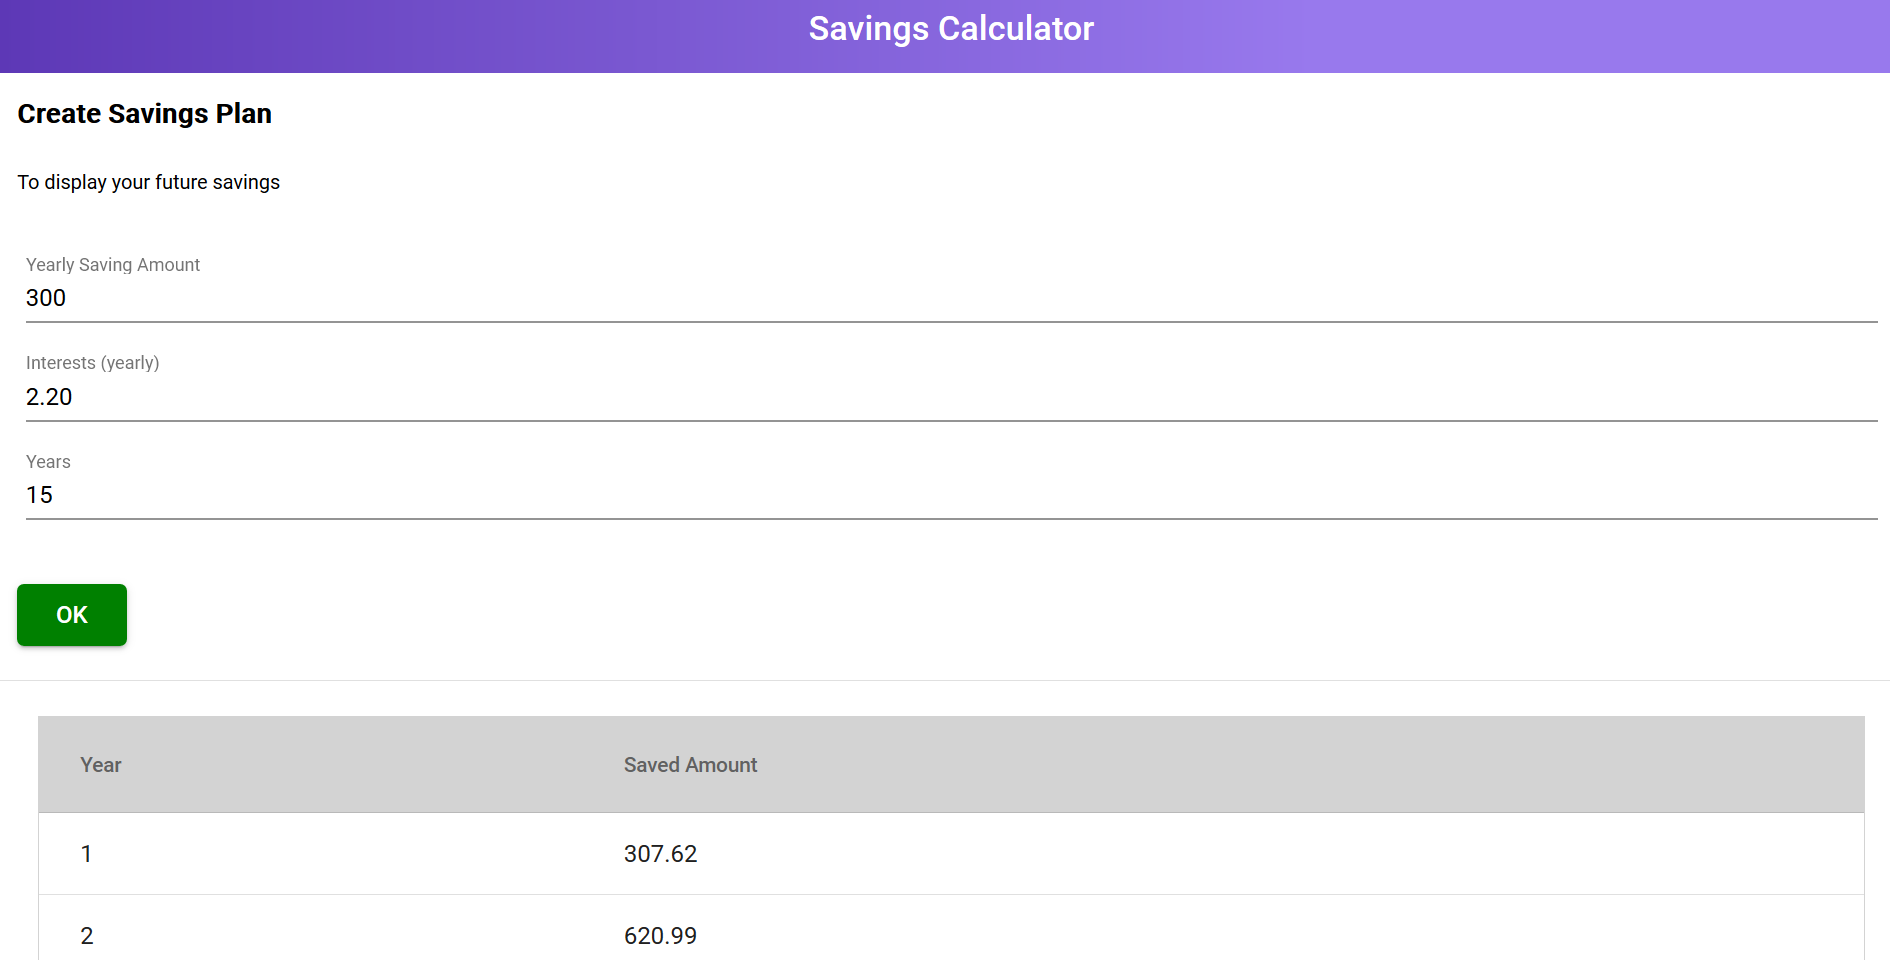 Savings Calculator
Create Savings Plan
To display your future savings
Yearly Saving Amount
300
Interests (yearly)
2.20
Years
15
OK
Year Saved Amount
1 307.62
2 620.99